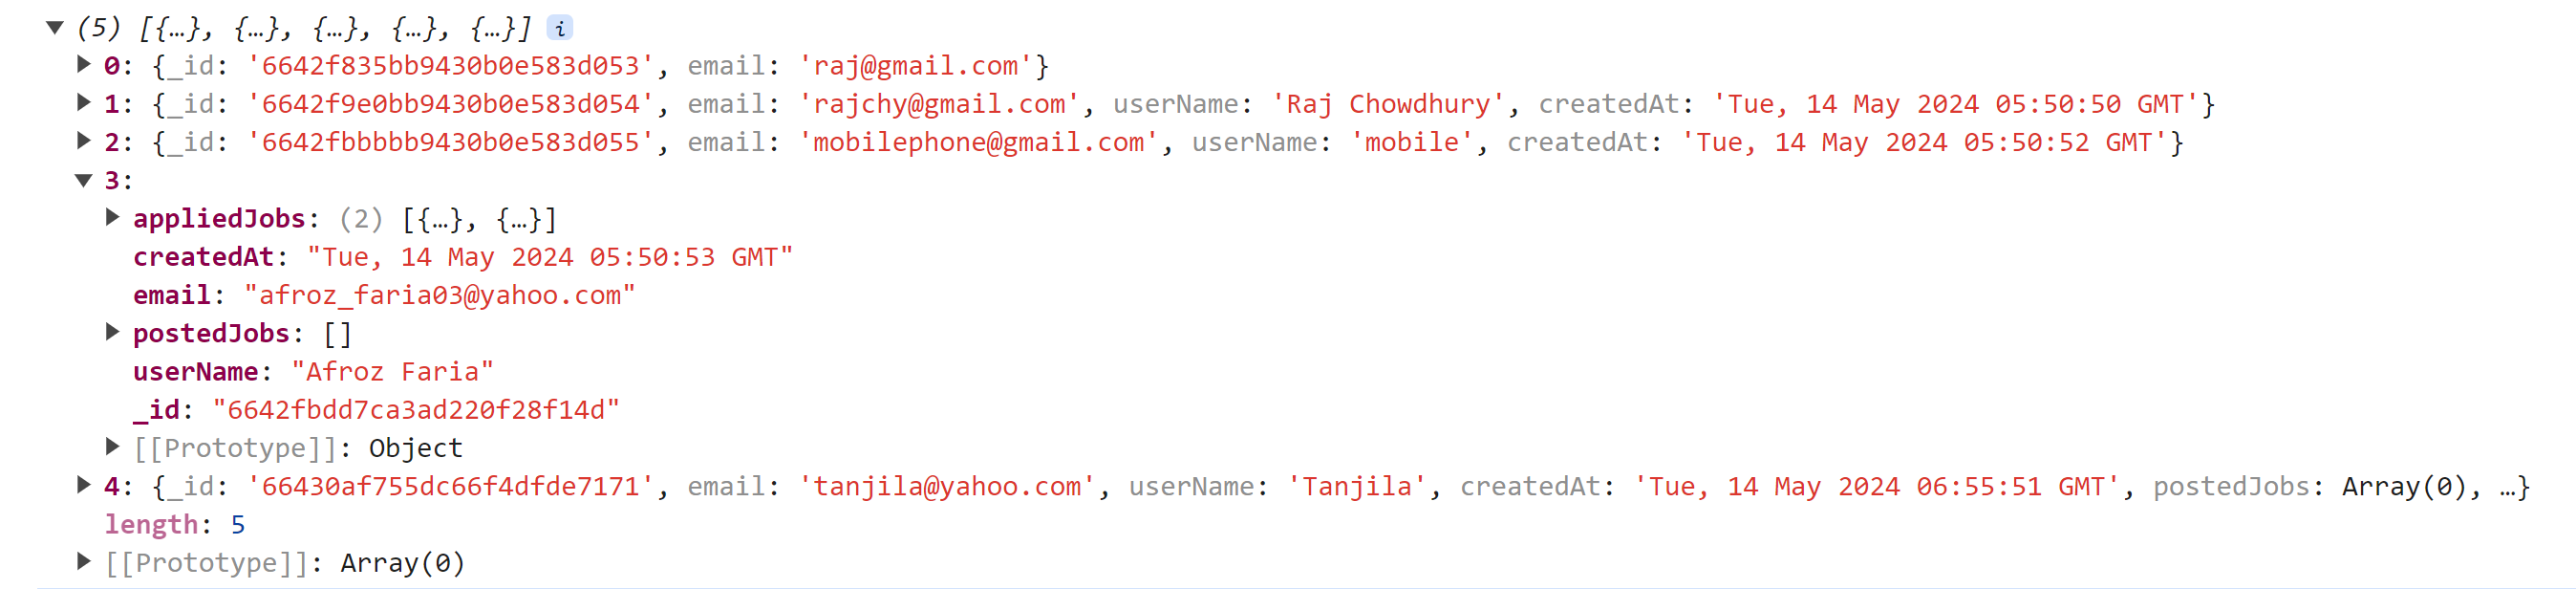 (5) [{…}, {…}, {…}, {…}, {…}] i
0: {_id: '6642f835bb9430b0e583d053', email: 'raj@gmail.com'}
1: {_id: '6642f9e0bb9430b0e583d054', email: 'rajchy@gmail.com', userName: 'Raj Chowdhury', createdAt: 'Tue, 14 May 2024 05:50:50 GMT'}
2: {_id: '6642fbbbbb9430b0e583d055', email: 'mobilephone@gmail.com', userName: 'mobile', createdAt: 'Tue, 14 May 2024 05:50:52 GMT'}
3:
appliedJobs: (2) [{…}, {…}]
createdAt: "Tue, 14 May 2024 05:50:53 GMT"
email: "afroz_faria03@yahoo.com"
postedJobs: []
userName: "Afroz Faria"
_id: "6642fbdd7ca3ad220f28f14d"
[[Prototype]]: Object
4: {_id: '66430af755dc66f4dfde7171', email: 'tanjila@yahoo.com', userName: 'Tanjila', createdAt: 'Tue, 14 May 2024 06:55:51 GMT', postedJobs: Array(0), …}
length: 5
[[Prototype]]: Array(0)